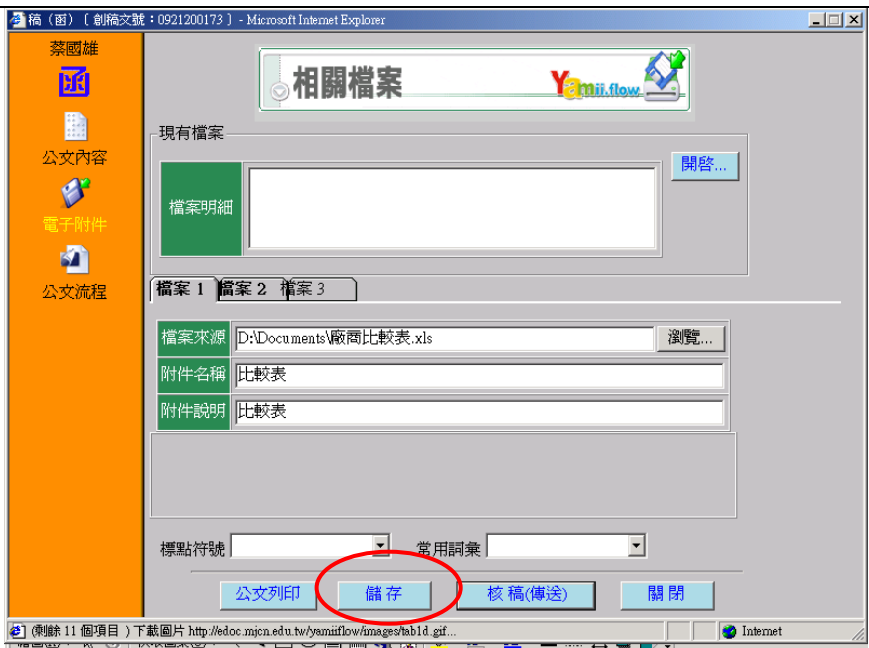 稿（函）〔 創稿文號：0921200173 〕 - Microsoft Internet Explorer
蔡國雄
函
公文內容
電子附件
公文流程
相關檔案
Yamii.flow
現有檔案
開啓...
檔案明細
檔案 1 檔案 2 檔案 3
檔案來源 D:\Documents\廠商比較表.xls 瀏覽...
附件名稱 比較表
附件說明 比較表
標點符號 常用詞彙
公文列印 儲 存 核 稿(傳送) 關 閉
(剩餘 11 個項目 ) 下載圖片 http://edoc.mjcn.edu.tw/yamiiflow/images/tab1d.gif... Internet